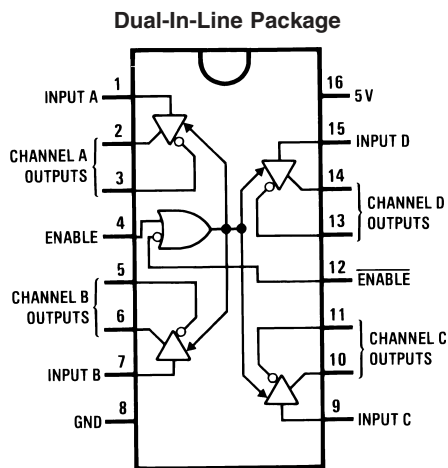 Dual-In-Line Package
1
INPUT A
2
CHANNEL A
OUTPUTS
3
4
ENABLE
5
CHANNEL B
OUTPUTS
6
7
INPUT B
8
GND
16
5 V
15
INPUT D
14
CHANNEL D
OUTPUTS
13
12
ENABLE
11
CHANNEL C
OUTPUTS
10
9
INPUT C